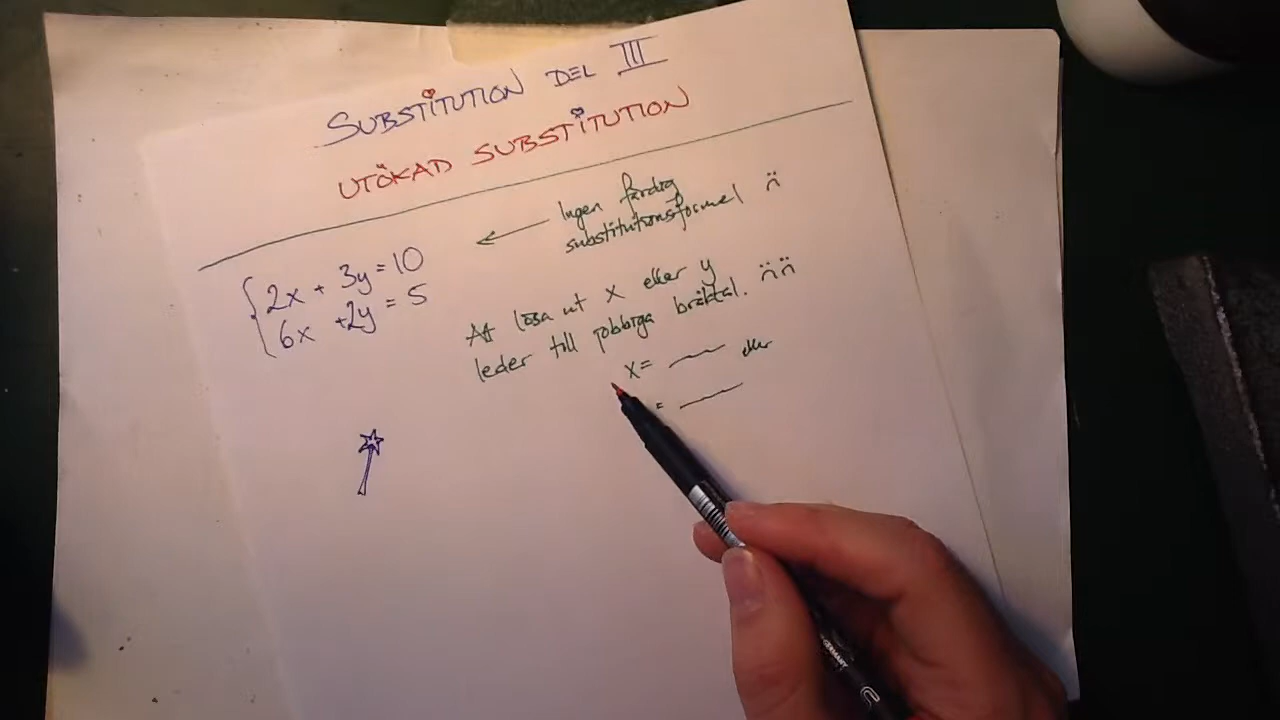 SUBSTITUTION DEL III
UTÖKAD SUBSTITUTION
Ingen färdig
substitutionsformel
2x + 3y = 10
6x + 2y = 5
Att lösa ut x eller y
leder till jobbiga bråktal.
x= eller
=
GERMANY